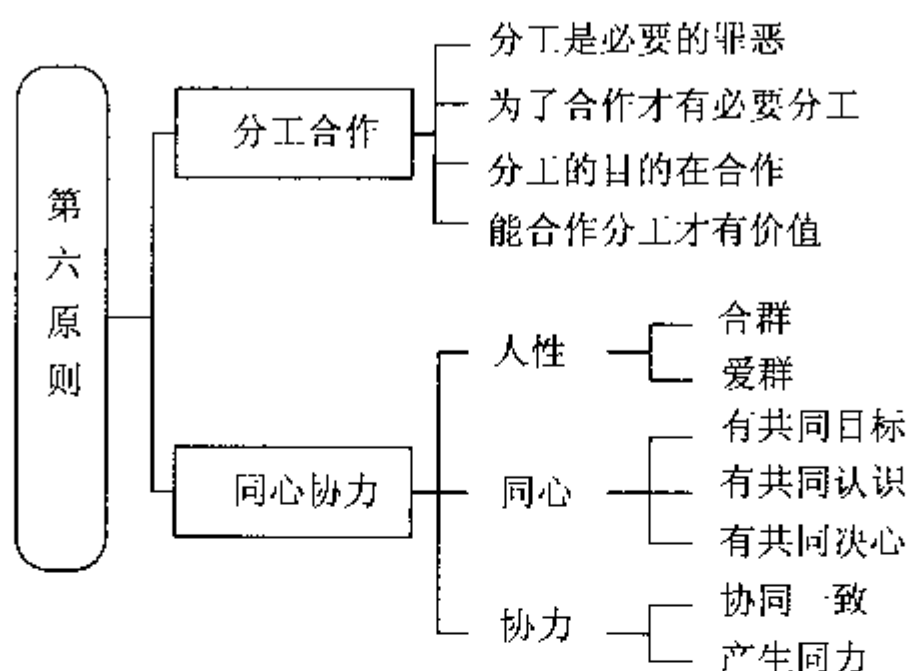 第六原则
分工合作
分工是必要的罪恶
为了合作才有必要分工
分工的目的在合作
能合作分工才有价值
同心协力
人性
合群
爱群
同心
有共同目标
有共同认识
有共同决心
协力
协同一致
产生同力